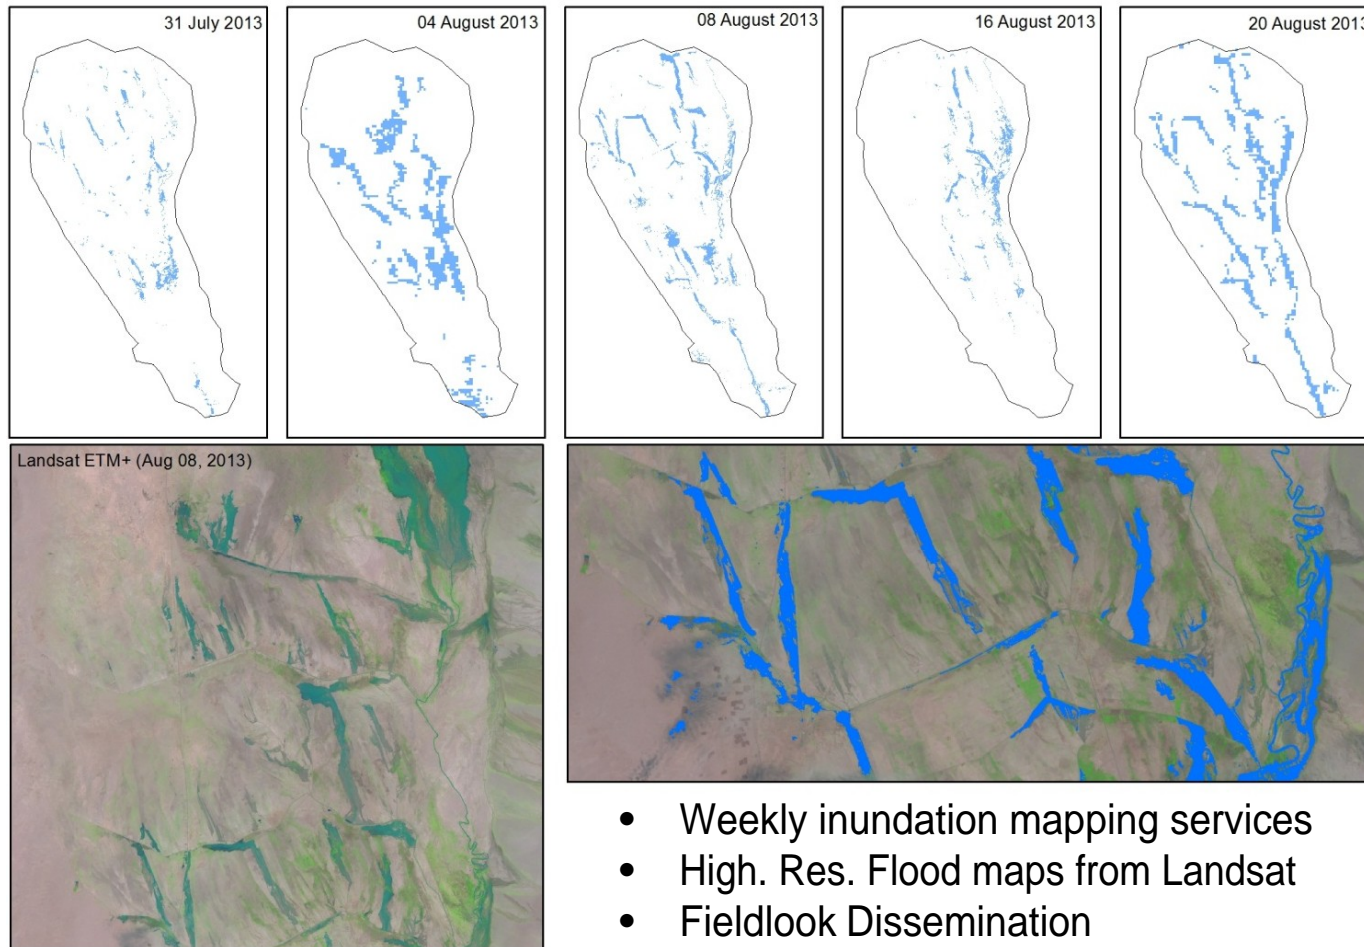 31 July 2013
04 August 2013
08 August 2013
16 August 2013
20 August 2013
Landsat ETM+ (Aug 08, 2013)
• Weekly inundation mapping services
• High. Res. Flood maps from Landsat
• Fieldlook Dissemination